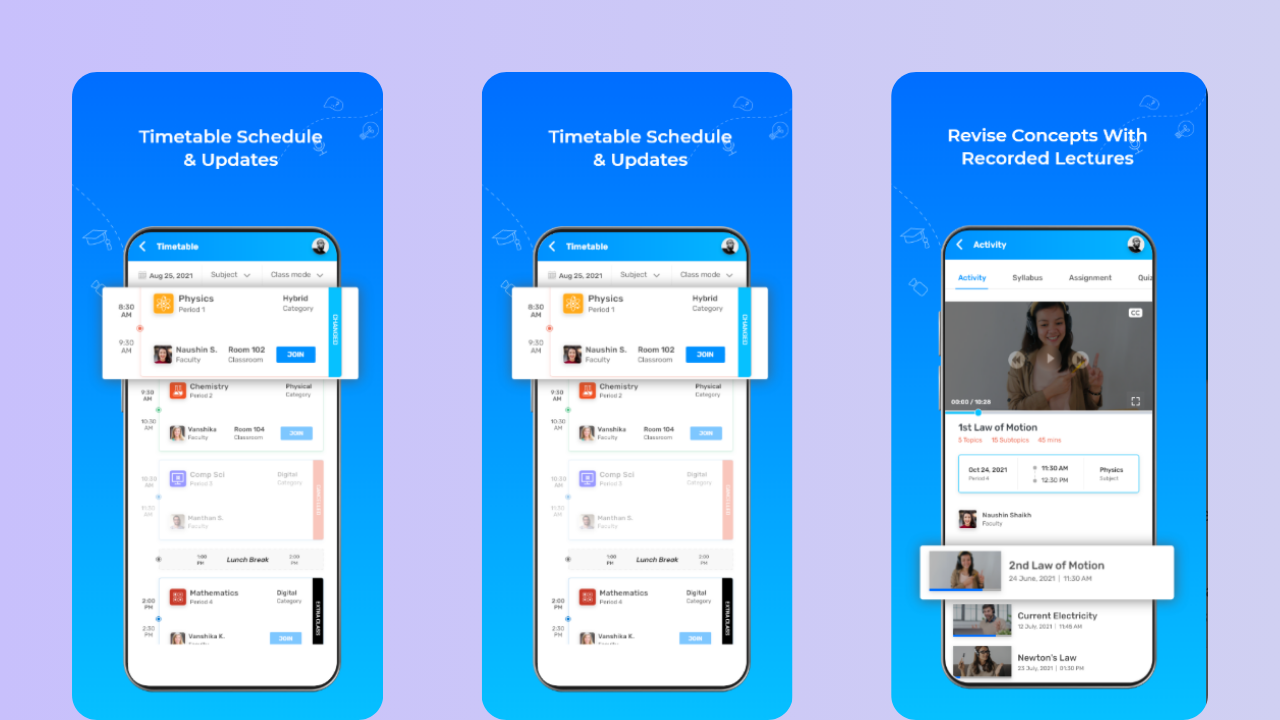 Timetable Schedule
& Updates
Timetable
Aug 25, 2021 Subject Class mode
8:30 AM
Physics
Period 1
Hybrid
Category
CHANGED
9:30 AM
Naushin S.
Faculty
Room 102
Classroom
JOIN
9:30 AM
Chemistry
Period 2
Physical
Category
10:30 AM
Vanshika
Faculty
Room 104
Classroom
JOIN
10:30 AM
Comp Sci
Period 3
Digital
Category
11:30 AM
Manthan S.
Faculty
1:00 PM
Lunch Break
2:00 PM
2:00 PM
Mathematics
Period 4
Digital
Category
EXTRA CLASS
2:30 PM
Vanshika K.
Faculty
JOIN
Timetable Schedule
& Updates
Timetable
Aug 25, 2021 Subject Class mode
8:30 AM
Physics
Period 1
Hybrid
Category
CHANGED
9:30 AM
Naushin S.
Faculty
Room 102
Classroom
JOIN
9:30 AM
Chemistry
Period 2
Physical
Category
10:30 AM
Vanshika
Faculty
Room 104
Classroom
JOIN
10:30 AM
Comp Sci
Period 3
Digital
Category
11:30 AM
Manthan S.
Faculty
1:00 PM
Lunch Break
2:00 PM
2:00 PM
Mathematics
Period 4
Digital
Category
EXTRA CLASS
2:30 PM
Vanshika K.
Faculty
JOIN
Revise Concepts With
Recorded Lectures
Activity
Activity Syllabus Assignment Quiz
CC
00:00 / 10:26
1st Law of Motion
5 Topics 15 Subtopics 45 mins
Oct 24, 2021
Period 4
11:30 AM
12:30 PM
Physics
Subject
Naushin Shaikh
Faculty
2nd Law of Motion
24 June, 2021 | 11:30 AM
Current Electricity
12 July, 2021 | 11:45 AM
Newton's Law
23 July, 2021 | 01:30 PM